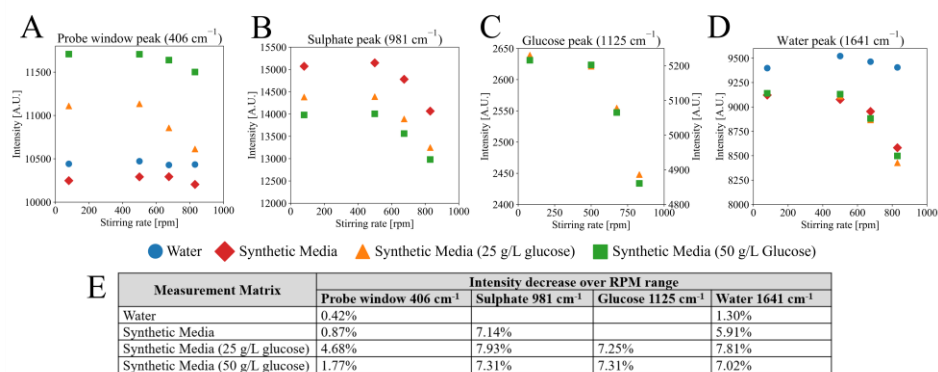 A
Probe window peak (406 cm⁻¹)
Intensity [A.U.]
11500
11000
10500
10000
0 200 400 600 800 1000
Stirring rate [rpm]
B
Sulphate peak (981 cm⁻¹)
Intensity [A.U.]
15500
15000
14500
14000
13500
13000
12500
12000
0 200 400 600 800 1000
Stirring rate [rpm]
C
Glucose peak (1125 cm⁻¹)
Intensity [A.U.]
2650
2600
2550
2500
2450
2400
5200
5100
5000
4900
4800
0 250 500 750 1000
Stirring rate [rpm]
D
Water peak (1641 cm⁻¹)
Intensity [A.U.]
9500
9250
9000
8750
8500
8250
8000
0 200 400 600 800 1000
Stirring rate [rpm]
Water Synthetic Media Synthetic Media (25 g/L glucose) Synthetic Media (50 g/L Glucose)
E
Measurement Matrix Intensity decrease over RPM range
Probe window 406 cm⁻¹ Sulphate 981 cm⁻¹ Glucose 1125 cm⁻¹ Water 1641 cm⁻¹
Water 0.42% 1.30%
Synthetic Media 0.87% 7.14% 5.91%
Synthetic Media (25 g/L glucose) 4.68% 7.93% 7.25% 7.81%
Synthetic Media (50 g/L glucose) 1.77% 7.31% 7.31% 7.02%